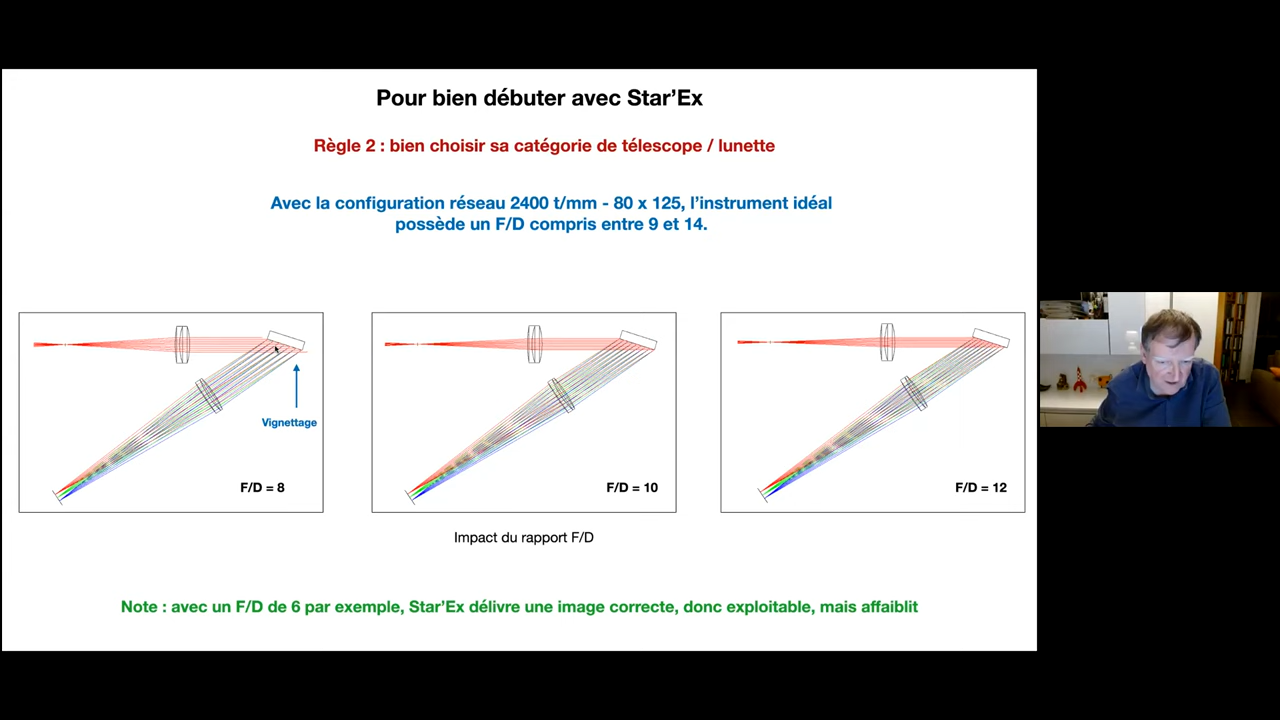 Pour bien débuter avec Star’Ex
Règle 2 : bien choisir sa catégorie de télescope / lunette
Avec la configuration réseau 2400 t/mm - 80 x 125, l’instrument idéal
possède un F/D compris entre 9 et 14.
Vignettage
F/D = 8
F/D = 10
F/D = 12
Impact du rapport F/D
Note : avec un F/D de 6 par exemple, Star’Ex délivre une image correcte, donc exploitable, mais affaiblit